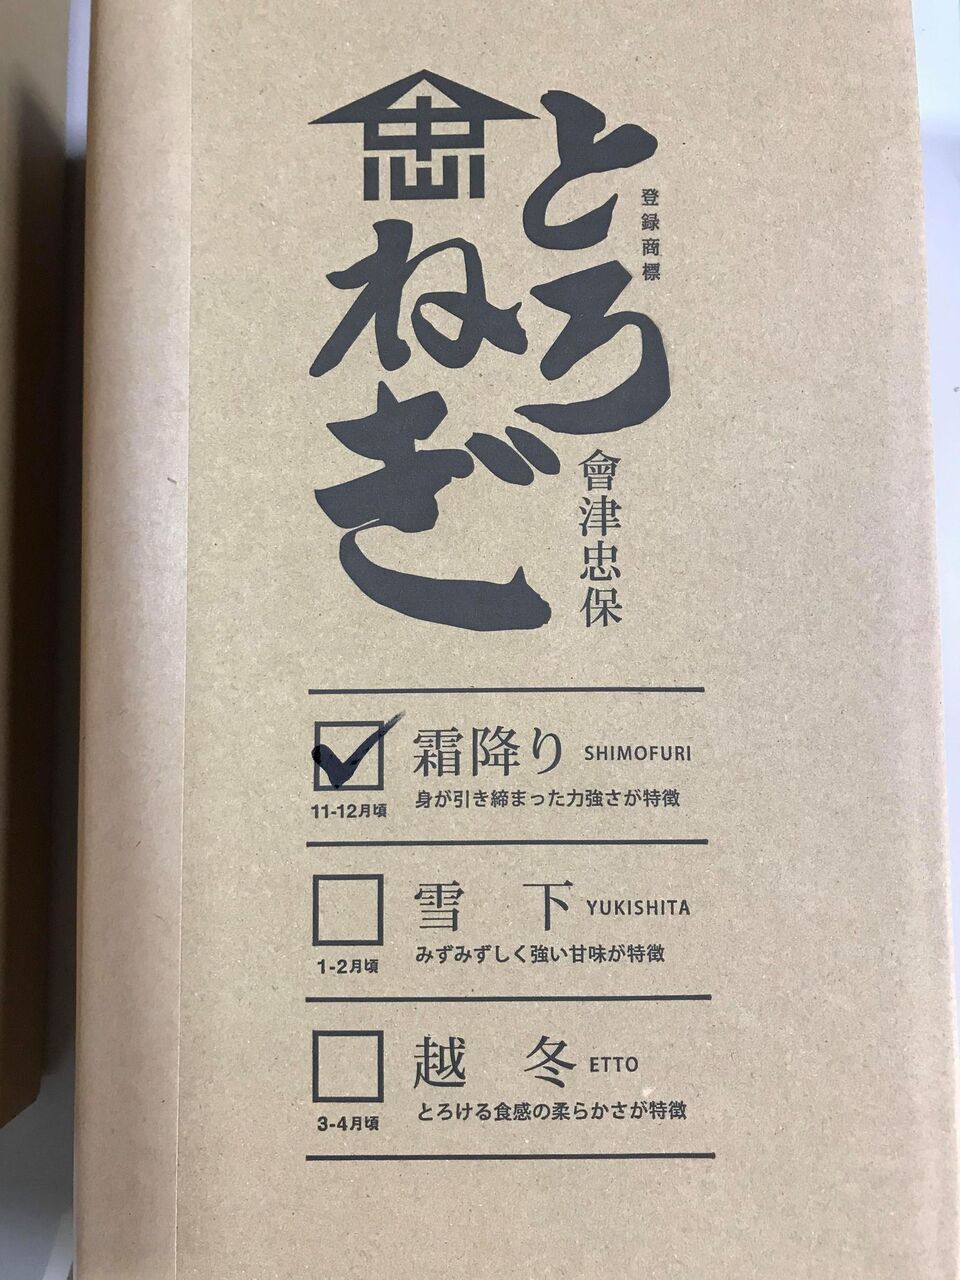 とろ
ねぎ
登録商標
會津忠保
忠
霜降り SHIMOFURI
11-12月頃
身が引き締まった力強さが特徴
雪 下 YUKISHITA
1-2月頃
みずみずしく強い甘味が特徴
越 冬 ETTO
3-4月頃
とろける食感の柔らかさが特徴